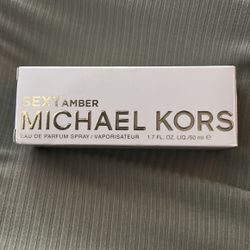 SEXY AMBER
MICHAEL KORS
EAU DE PARFUM SPRAY / VAPORISATEUR 1.7 FL. OZ. LIQ./50 ml ℮